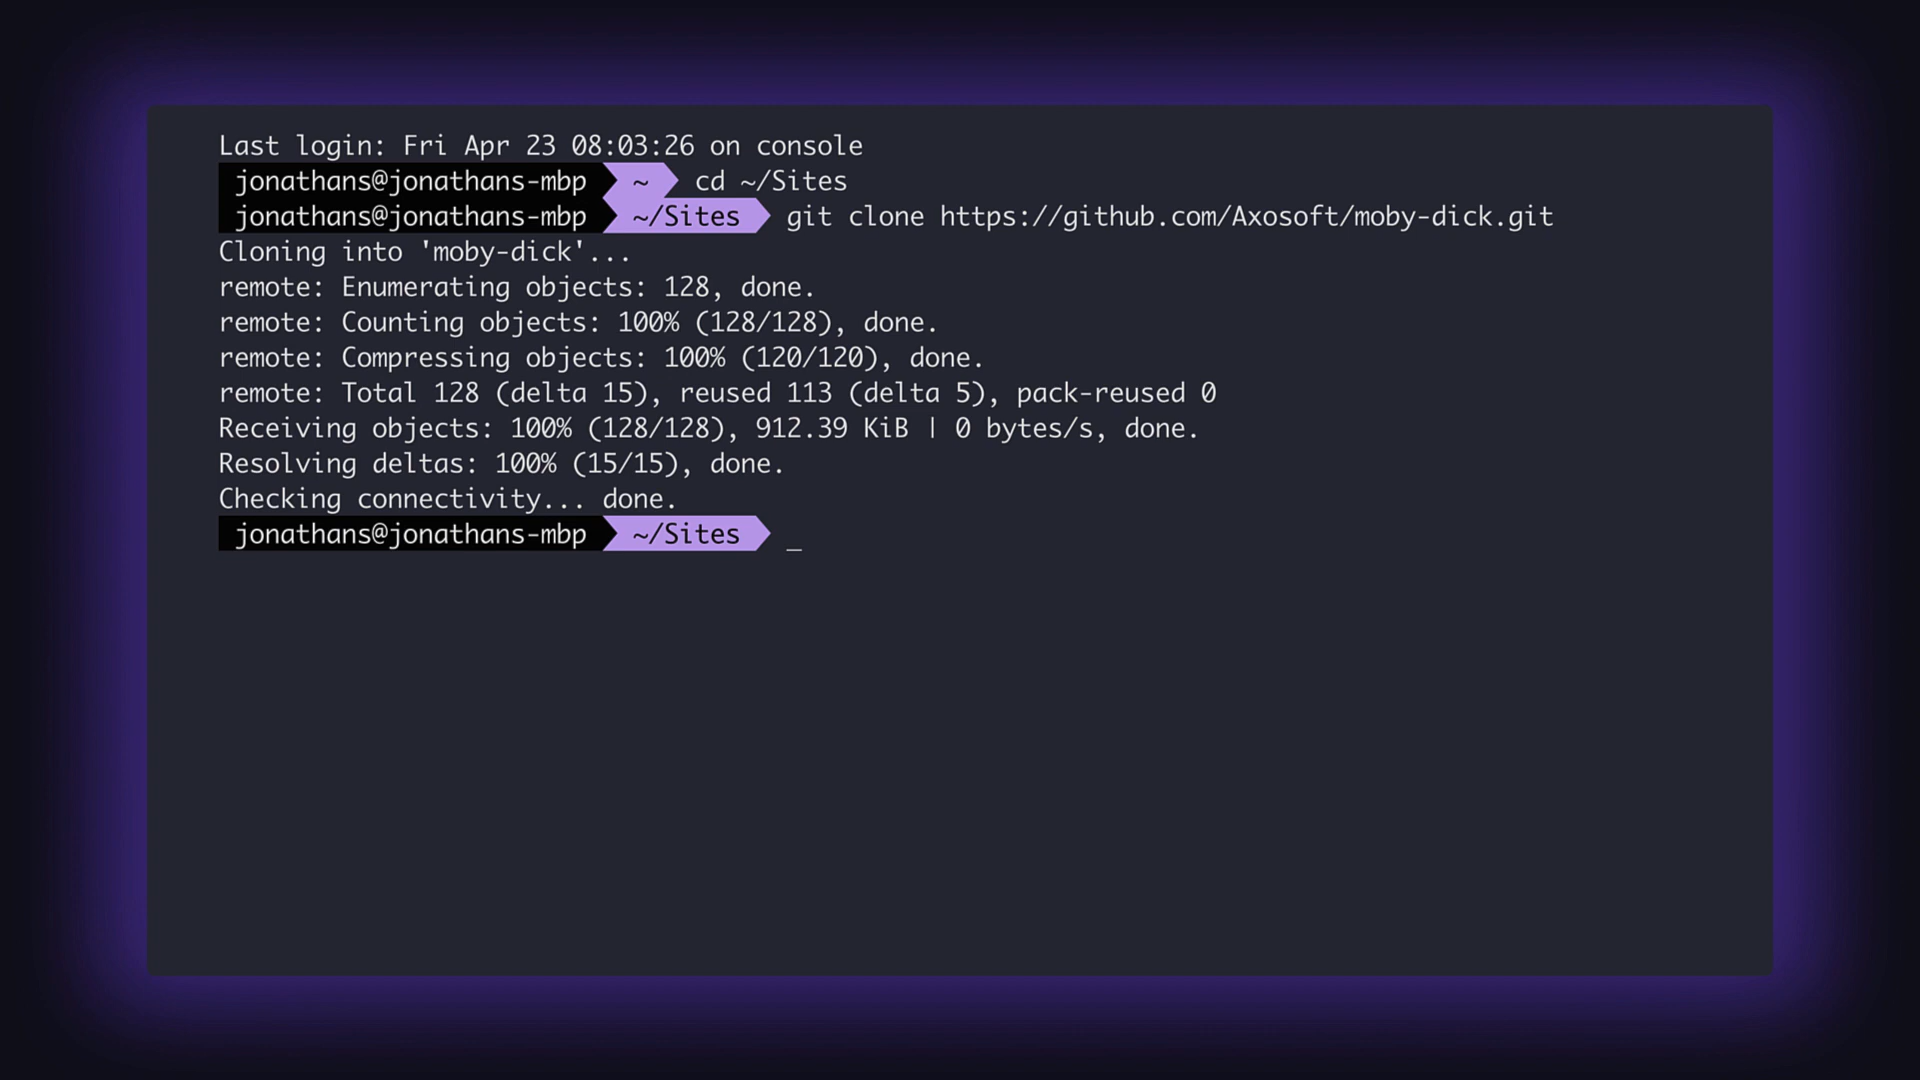 Last login: Fri Apr 23 08:03:26 on console
jonathans@jonathans-mbp ~ cd ~/Sites
jonathans@jonathans-mbp ~/Sites git clone https://github.com/Axosoft/moby-dick.git
Cloning into 'moby-dick'...
remote: Enumerating objects: 128, done.
remote: Counting objects: 100% (128/128), done.
remote: Compressing objects: 100% (120/120), done.
remote: Total 128 (delta 15), reused 113 (delta 5), pack-reused 0
Receiving objects: 100% (128/128), 912.39 KiB | 0 bytes/s, done.
Resolving deltas: 100% (15/15), done.
Checking connectivity... done.
jonathans@jonathans-mbp ~/Sites _